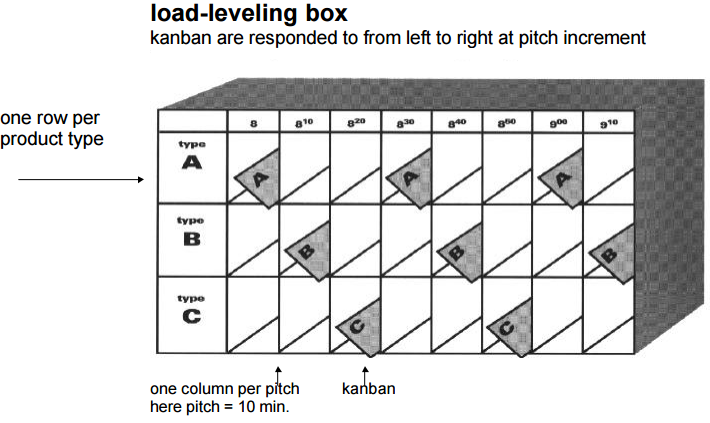 load-leveling box
kanban are responded to from left to right at pitch increment
one row per
product type
8 8¹⁰ 8²⁰ 8³⁰ 8⁴⁰ 8⁵⁰ 9⁰⁰ 9¹⁰
type
A
A A A
type
B
B B B
type
C
C C
one column per pitch
here pitch = 10 min.
kanban